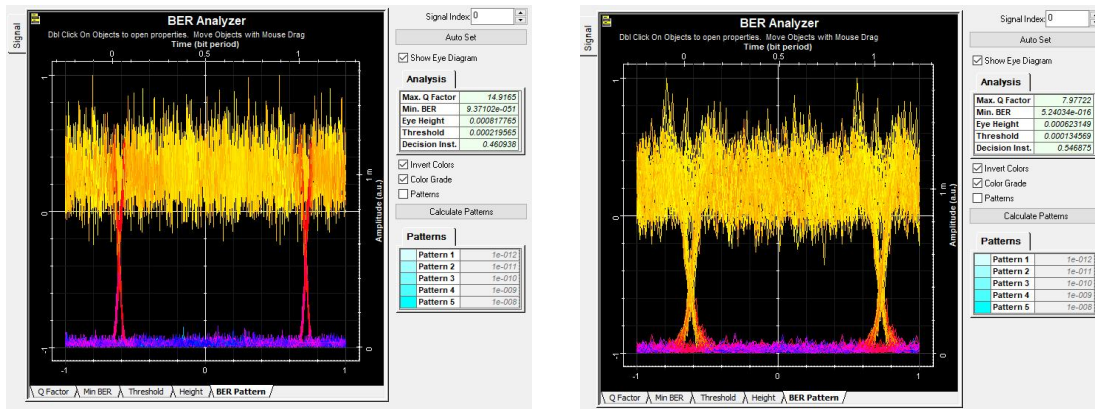 Signal
BER Analyzer
Dbl Click On Objects to open properties. Move Objects with Mouse Drag
Time (bit period)
0 0.5 1
1
0
-1
Amplitude (a.u.)
1 m
0
-1 0 1
Q Factor Min BER Threshold Height BER Pattern
Signal Index: 0
Auto Set
Show Eye Diagram
Analysis
Max. Q Factor 14.9165
Min. BER 9.37102e-051
Eye Height 0.000817765
Threshold 0.000219565
Decision Inst. 0.460938
Invert Colors
Color Grade
Patterns
Calculate Patterns
Patterns
Pattern 1 1e-012
Pattern 2 1e-011
Pattern 3 1e-010
Pattern 4 1e-009
Pattern 5 1e-008
Signal
BER Analyzer
Dbl Click On Objects to open properties. Move Objects with Mouse Drag
Time (bit period)
0 0.5 1
1
0
-1
Amplitude (a.u.)
1 m
0
-1 0 1
Q Factor Min BER Threshold Height BER Pattern
Signal Index: 0
Auto Set
Show Eye Diagram
Analysis
Max. Q Factor 7.97722
Min. BER 5.24034e-016
Eye Height 0.000623149
Threshold 0.000134569
Decision Inst. 0.546875
Invert Colors
Color Grade
Patterns
Calculate Patterns
Patterns
Pattern 1 1e-012
Pattern 2 1e-011
Pattern 3 1e-010
Pattern 4 1e-009
Pattern 5 1e-008